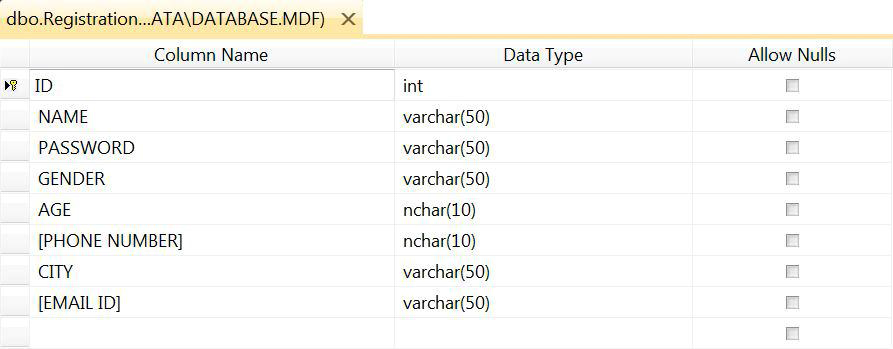 dbo.Registration...ATA\DATABASE.MDF)
Column Name Data Type Allow Nulls
ID int
NAME varchar(50)
PASSWORD varchar(50)
GENDER varchar(50)
AGE nchar(10)
[PHONE NUMBER] nchar(10)
CITY varchar(50)
[EMAIL ID] varchar(50)